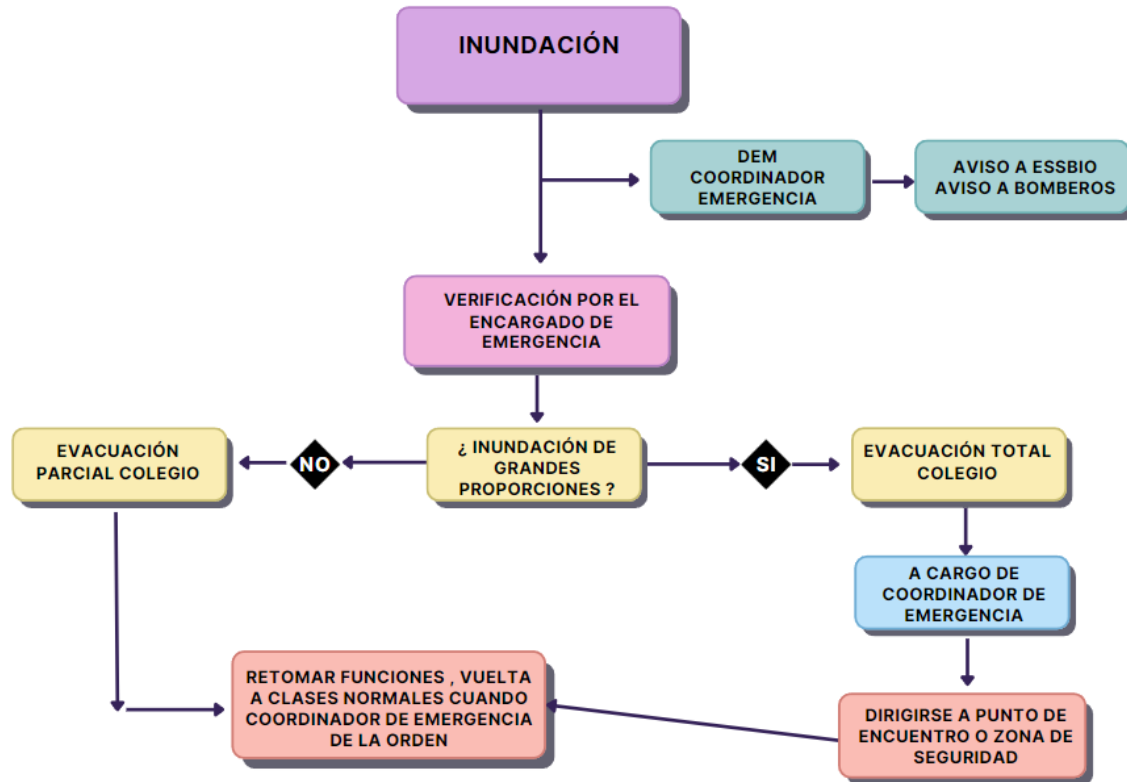 INUNDACIÓN
DEM
COORDINADOR
EMERGENCIA
AVISO A ESSBIO
AVISO A BOMBEROS
VERIFICACIÓN POR EL
ENCARGADO DE
EMERGENCIA
EVACUACIÓN
PARCIAL COLEGIO
NO
¿ INUNDACIÓN DE
GRANDES
PROPORCIONES ?
SI
EVACUACIÓN TOTAL
COLEGIO
A CARGO DE
COORDINADOR DE
EMERGENCIA
RETOMAR FUNCIONES , VUELTA
A CLASES NORMALES CUANDO
COORDINADOR DE EMERGENCIA
DE LA ORDEN
DIRIGIRSE A PUNTO DE
ENCUENTRO O ZONA DE
SEGURIDAD